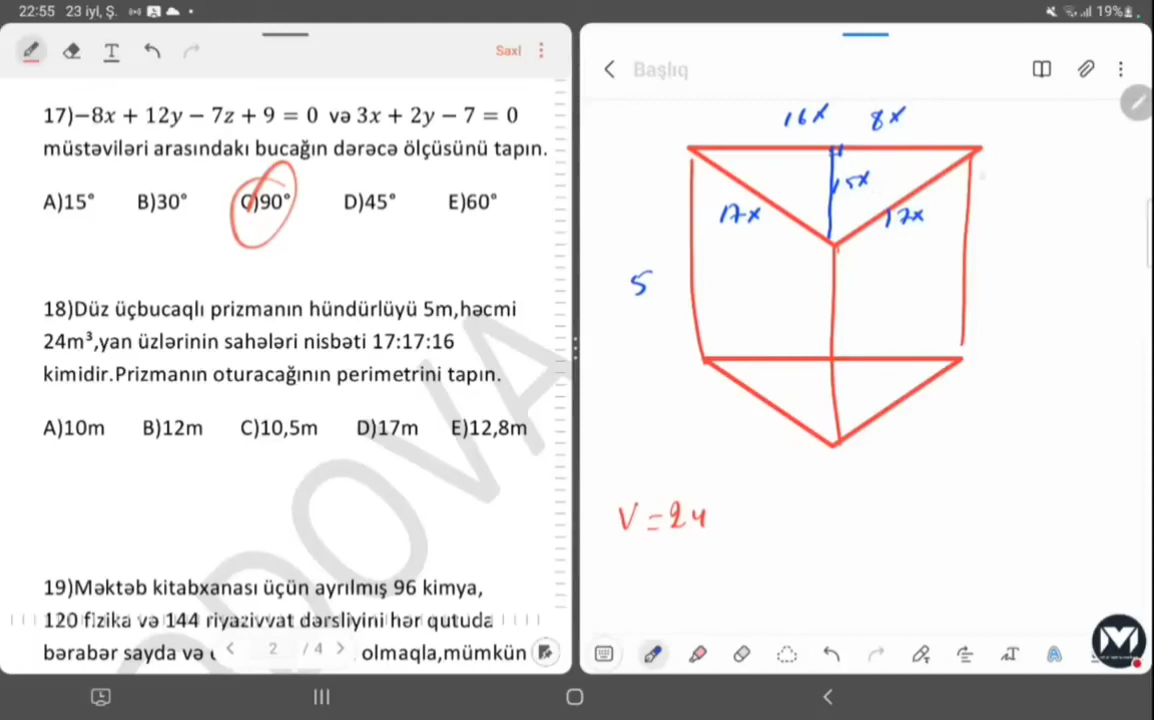 22:55 23 iyl, Ş.
19%
Saxl
Başlıq
17)−8x + 12y − 7z + 9 = 0 və 3x + 2y − 7 = 0
müstəviləri arasındakı bucağın dərəcə ölçüsünü tapın.
A)15° B)30° C)90° D)45° E)60°
18)Düz üçbucaqlı prizmanın hündürlüyü 5m,həcmi
24m³,yan üzlərinin sahələri nisbəti 17:17:16
kimidir.Prizmanın oturacağının perimetrini tapın.
A)10m B)12m C)10,5m D)17m E)12,8m
19)Məktəb kitabxanası üçün ayrılmış 96 kimya,
120 fizika və 144 riyaziyyat dərsliyini hər qutuda
bərabər sayda və olmaqla,mümkün
2 / 4
DOVA
16x 8x
15x
17x 17x
5
V = 24